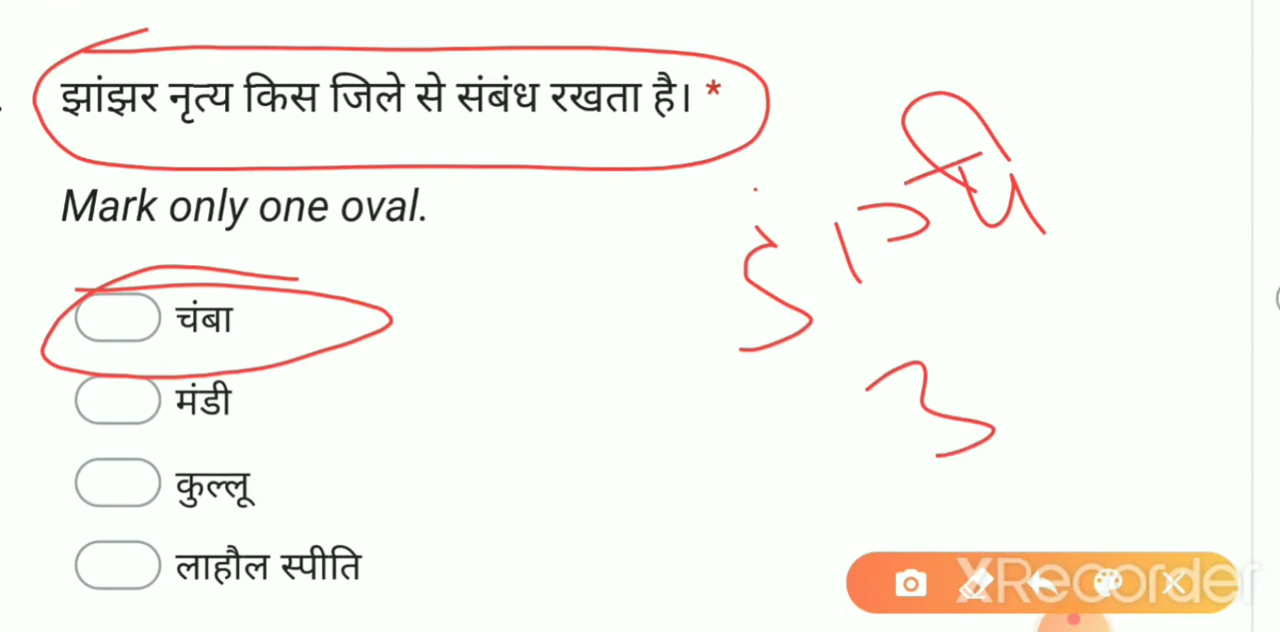 झांझर नृत्य किस जिले से संबंध रखता है। *
Mark only one oval.
चंबा
मंडी
कुल्लू
लाहौल स्पीति
XRecorder